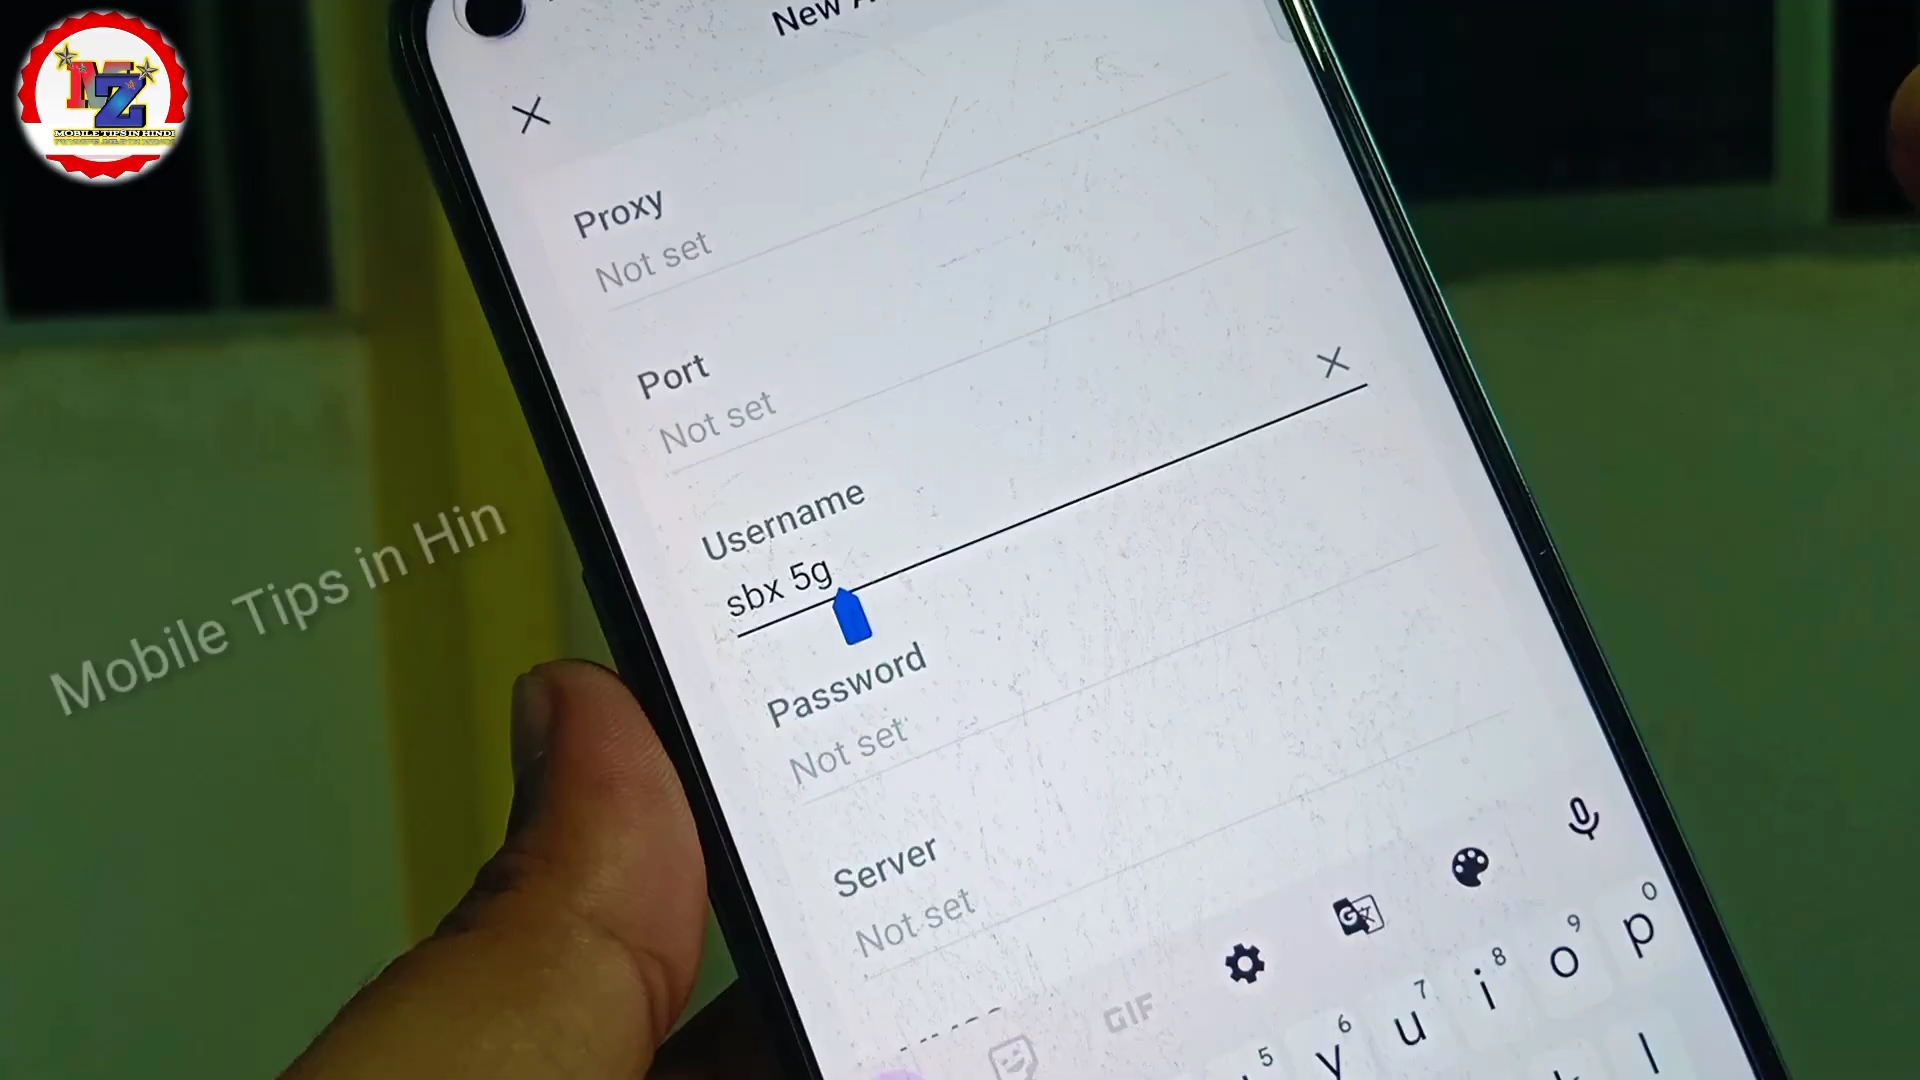 MZ
MOBILE TIPS IN HINDI
New A
Proxy
Not set
Port
Not set
Username
sbx 5g
Password
Not set
Server
Not set
Mobile Tips in Hin
GIF
G
5
y 6
u 7
i 8
o 9
p 0
l